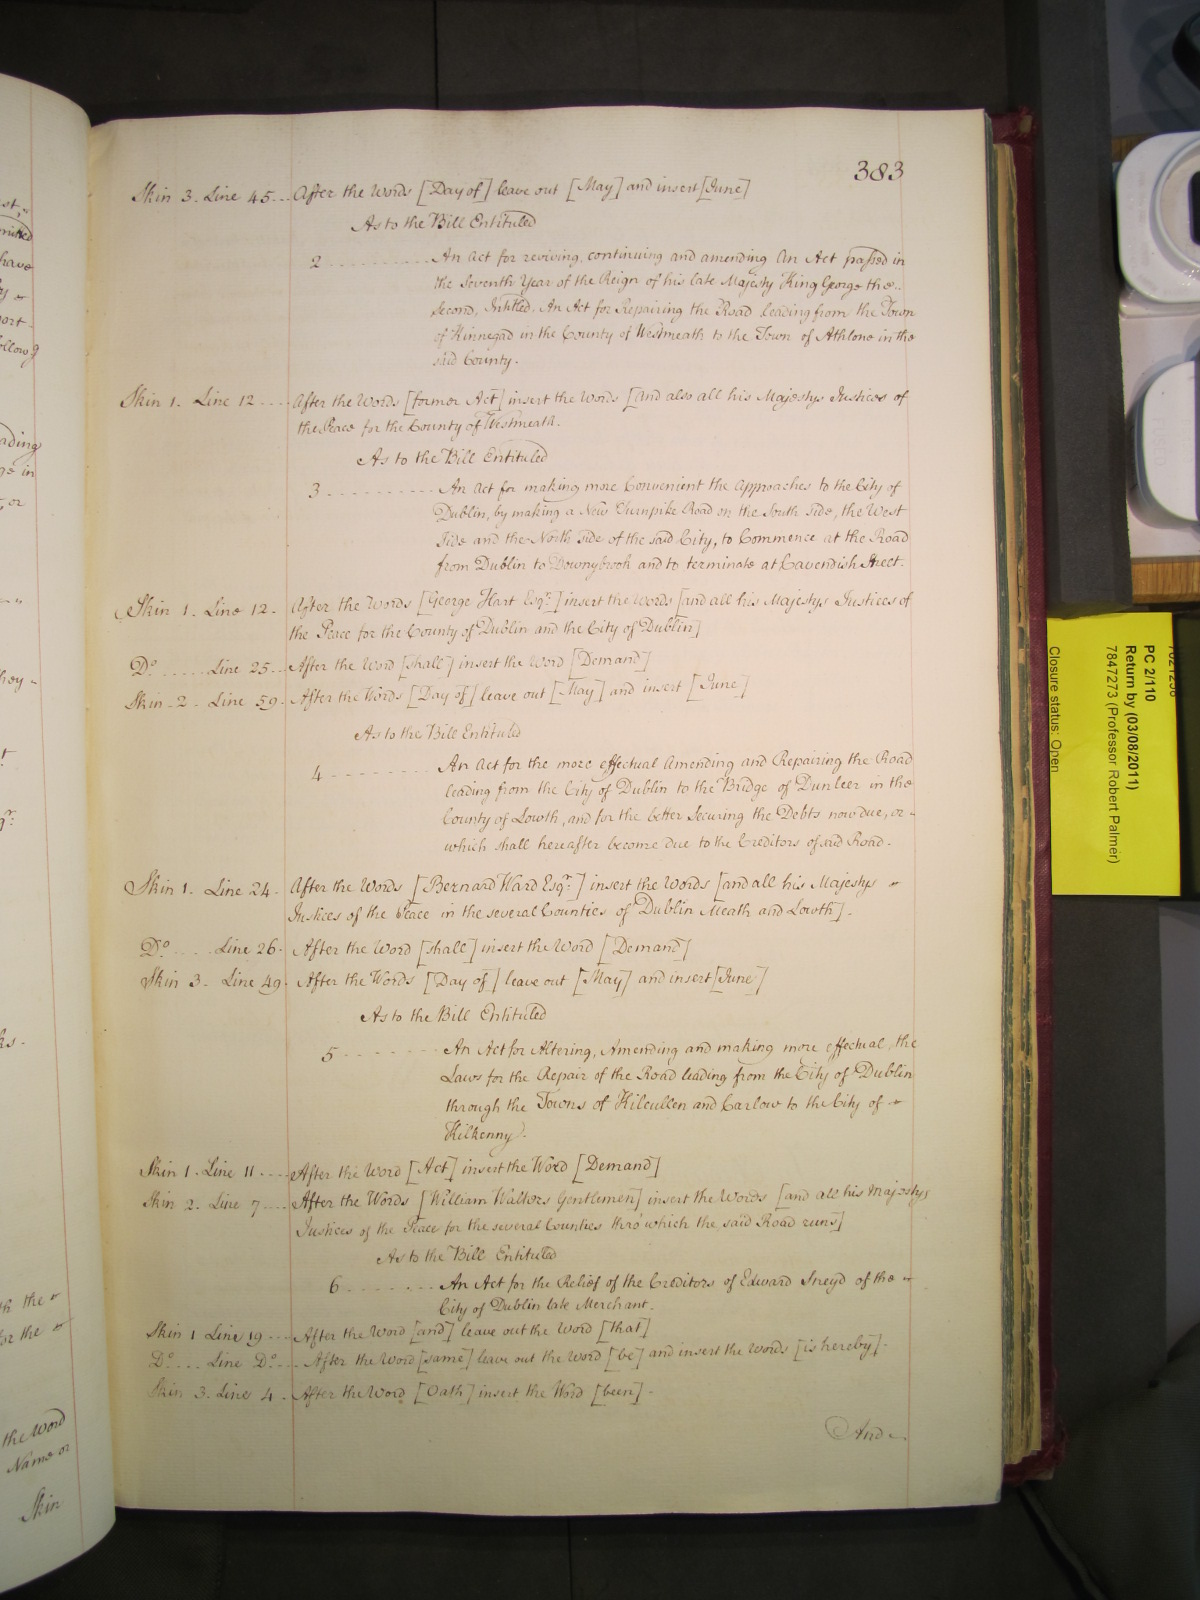 383
Skin 3. Line 45... After the Words [Day of] leave out [May] and insert [June]
As to the Bill Entituled
2 ............ An Act for reviving, continuing and amending An Act passed in
the Seventh Year of the Reign of his late Majesty King George the..
Second, Intitled. An Act for Repairing the Road leading from the Town
of Kinnegad in the County of Westmeath to the Town of Athlone in the
said County.
Skin 1. Line 12 .... After the Words [former Act] insert the Words [and also all his Majestys Justices of
the Peace for the County of Westmeath.
As to the Bill Entituled
3 ........... An Act for making more Convenient the Approaches to the City of
Dublin, by making a New Turnpike Road on the South Side, the West
Side and the North Side of the said City, to Commence at the Road
from Dublin to Donnybrook and to terminate at Cavendish Street.
Skin 1. Line 12. After the Words [George Hart Esqr.] insert the Words [and all his Majestys Justices of
the Peace for the County of Dublin and the City of Dublin]
Do. ..... Line 25... After the Word [shall] insert the Word [Demand]
Skin 2. Line 59. After the Words [Day of] leave out [May] and insert [June]
As to the Bill Entituled
4 .......... An Act for the more effectual Amending and Repairing the Road
leading from the City of Dublin to the Bridge of Dunleer in the
County of Lowth, and for the better Securing the Debts now due, or -
which shall hereafter become due to the Creditors of said Road.
Skin 1. Line 24. After the Words [Bernard Ward Esqr.] insert the Words [and all his Majestys
Justices of the Peace in the several Counties of Dublin Meath and Lowth].
Do. .... Line 26. After the Word [shall] insert the Word [Demand]
Skin 3. Line 49. After the Words [Day of] leave out [May] and insert [June]
As to the Bill Entituled
5 ........ An Act for Altering, Amending and making more effectual, the
Laws for the Repair of the Road leading from the City of Dublin
through the Towns of Kilcullen and Carlow to the City of
Kilkenny.
Skin 1. Line 11 .... After the Word [Act] insert the Word [Demand]
Skin 2. Line 7 .... After the Words [William Walters Gentlemen] insert the Words [and all his Majestys
Justices of the Peace for the several Counties thro' which the said Road runs]
As to the Bill Entituled
6 ......... An Act for the Relief of the Creditors of Edward Sneyd of the
City of Dublin late Merchant.
Skin 1 Line 19 ... After the Word [and] leave out the Word [that]
Do. ... Line Do. ... After the Word [same] leave out the Word [be] and insert the Words [is hereby].
Skin 3. Line 4. After the Word [Oath] insert the Word [been].
And
have
ading
in
or
hey
the
for the
the Word
Name or
Skin
PC 2/110
Return by (03/08/2011)
7847273 (Professor Robert Palmer)
Closure status: Open